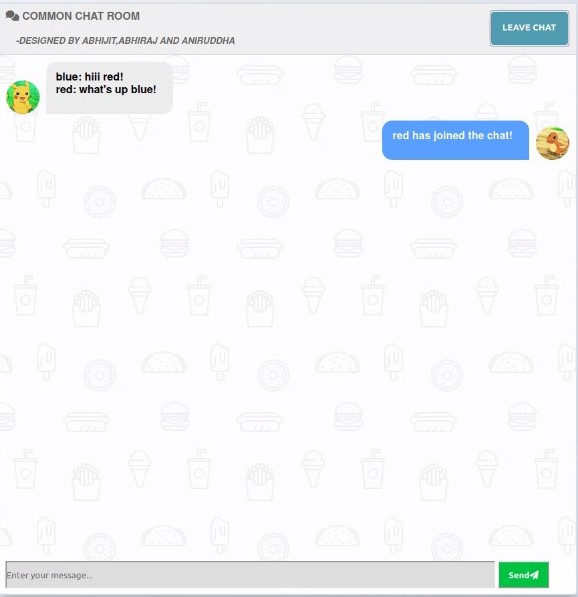 COMMON CHAT ROOM
-DESIGNED BY ABHIJIT,ABHIRAJ AND ANIRUDDHA
LEAVE CHAT
blue: hiii red!
red: what's up blue!
red has joined the chat!
Enter your message...
Send